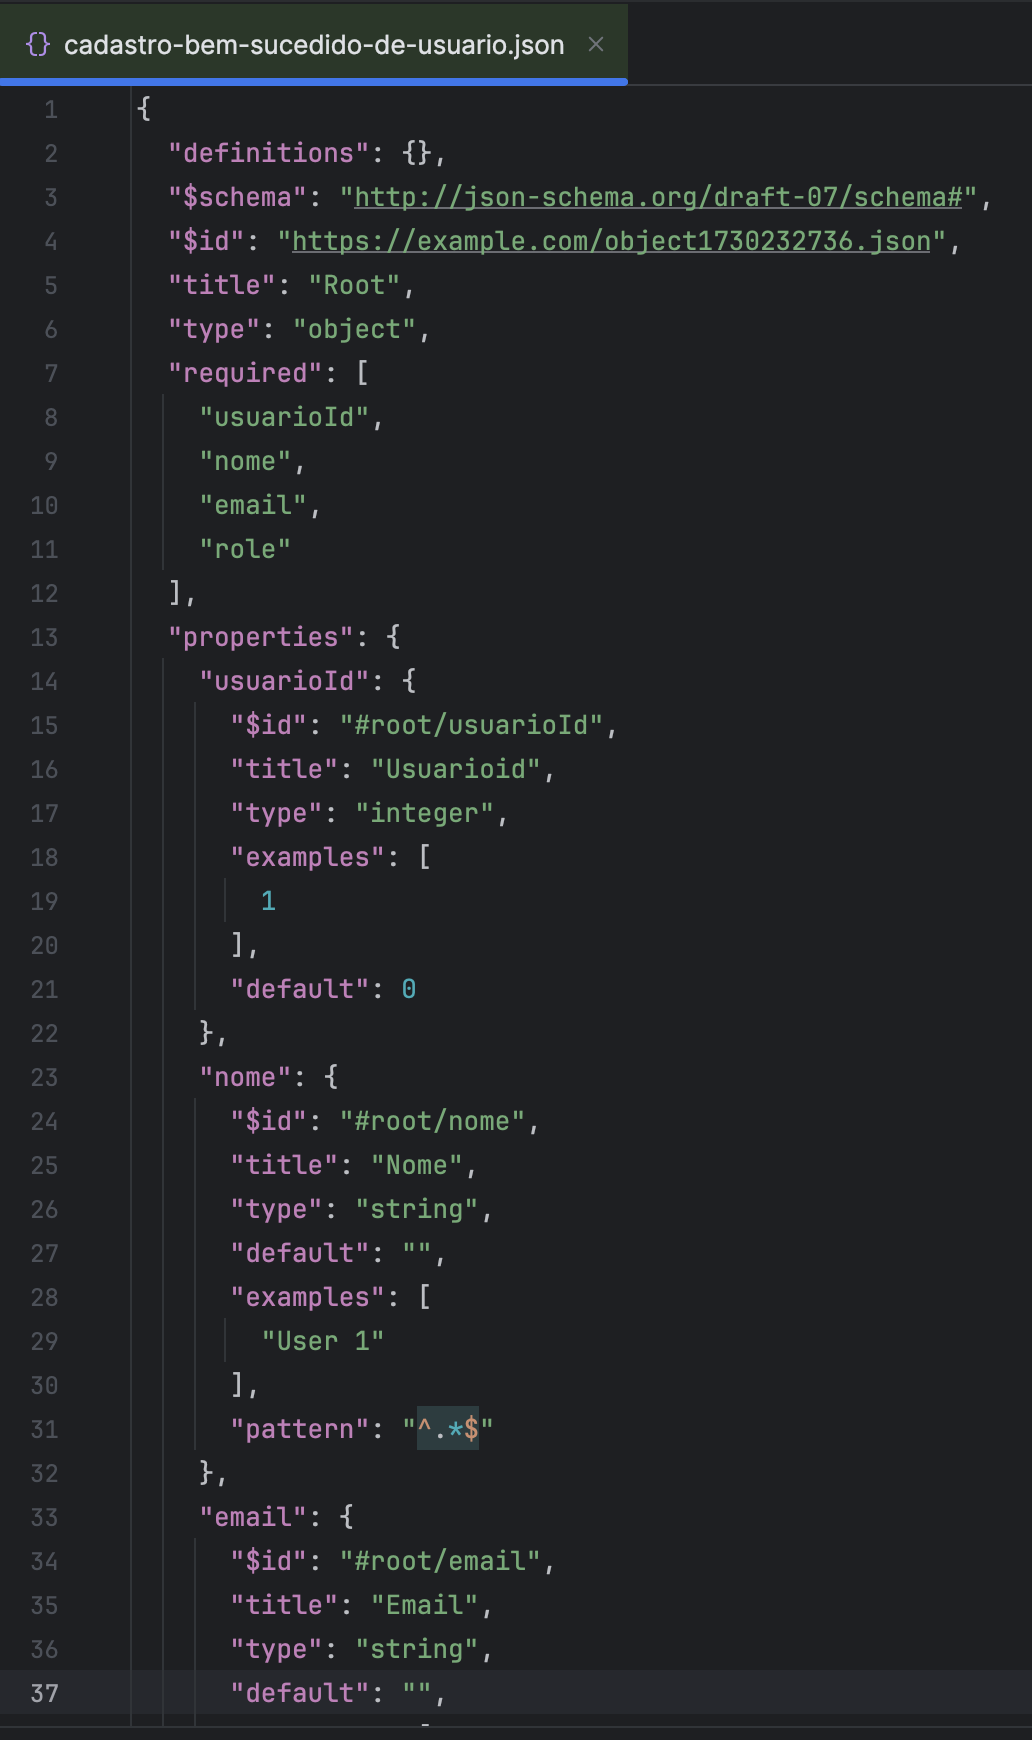 {} cadastro-bem-sucedido-de-usuario.json ×
1 {
2 "definitions": {},
3 "$schema": "http://json-schema.org/draft-07/schema#",
4 "$id": "https://example.com/object1730232736.json",
5 "title": "Root",
6 "type": "object",
7 "required": [
8 "usuarioId",
9 "nome",
10 "email",
11 "role"
12 ],
13 "properties": {
14 "usuarioId": {
15 "$id": "#root/usuarioId",
16 "title": "Usuarioid",
17 "type": "integer",
18 "examples": [
19 1
20 ],
21 "default": 0
22 },
23 "nome": {
24 "$id": "#root/nome",
25 "title": "Nome",
26 "type": "string",
27 "default": "",
28 "examples": [
29 "User 1"
30 ],
31 "pattern": "^.*$"
32 },
33 "email": {
34 "$id": "#root/email",
35 "title": "Email",
36 "type": "string",
37 "default": "",